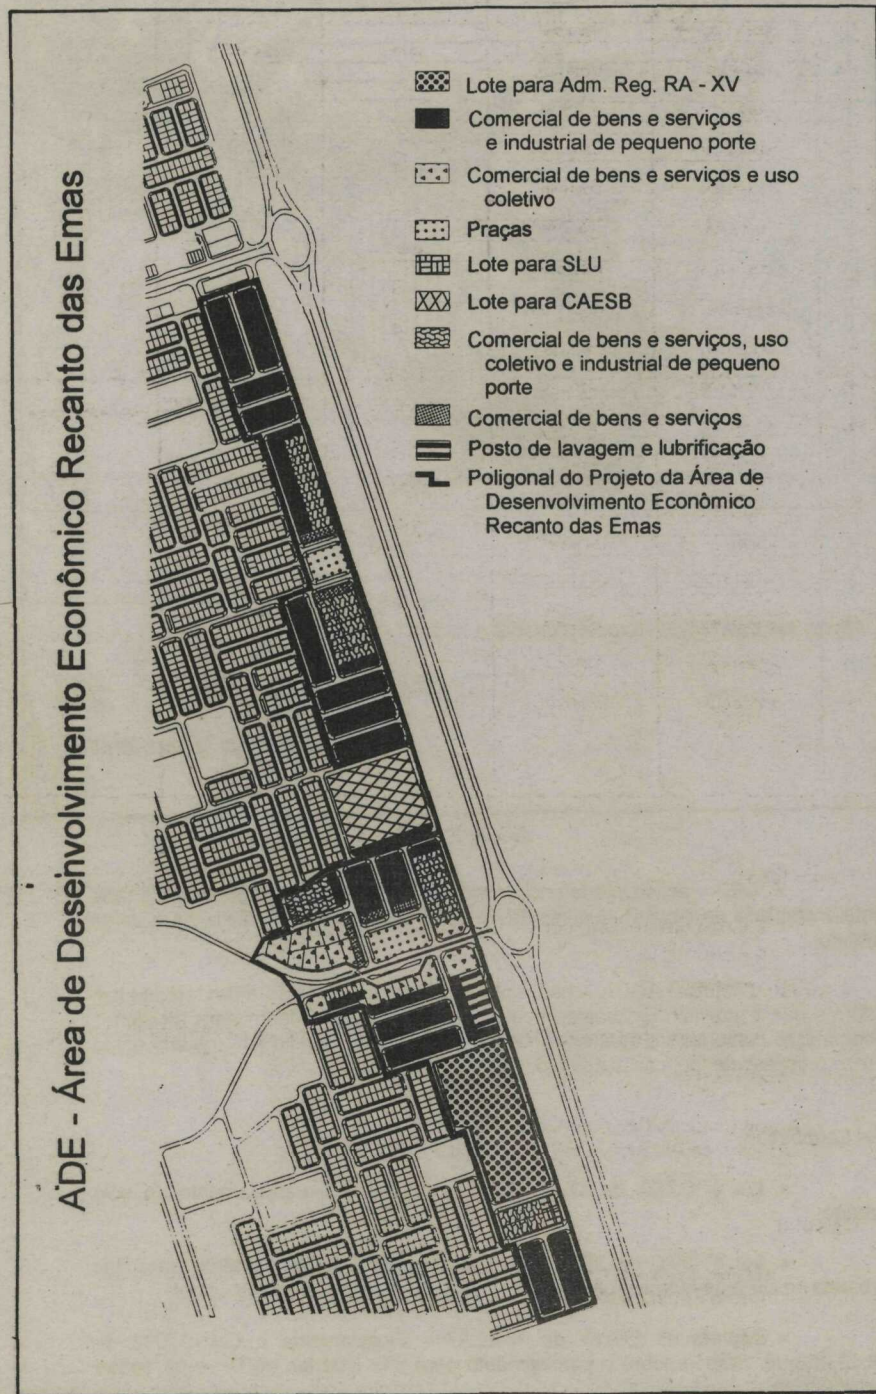 ADE - Área de Desenvolvimento Econômico Recanto das Emas
Lote para Adm. Reg. RA - XV
Comercial de bens e serviços
e industrial de pequeno porte
Comercial de bens e serviços e uso
coletivo
Praças
Lote para SLU
Lote para CAESB
Comercial de bens e serviços, uso
coletivo e industrial de pequeno
porte
Comercial de bens e serviços
Posto de lavagem e lubrificação
Poligonal do Projeto da Área de
Desenvolvimento Econômico
Recanto das Emas